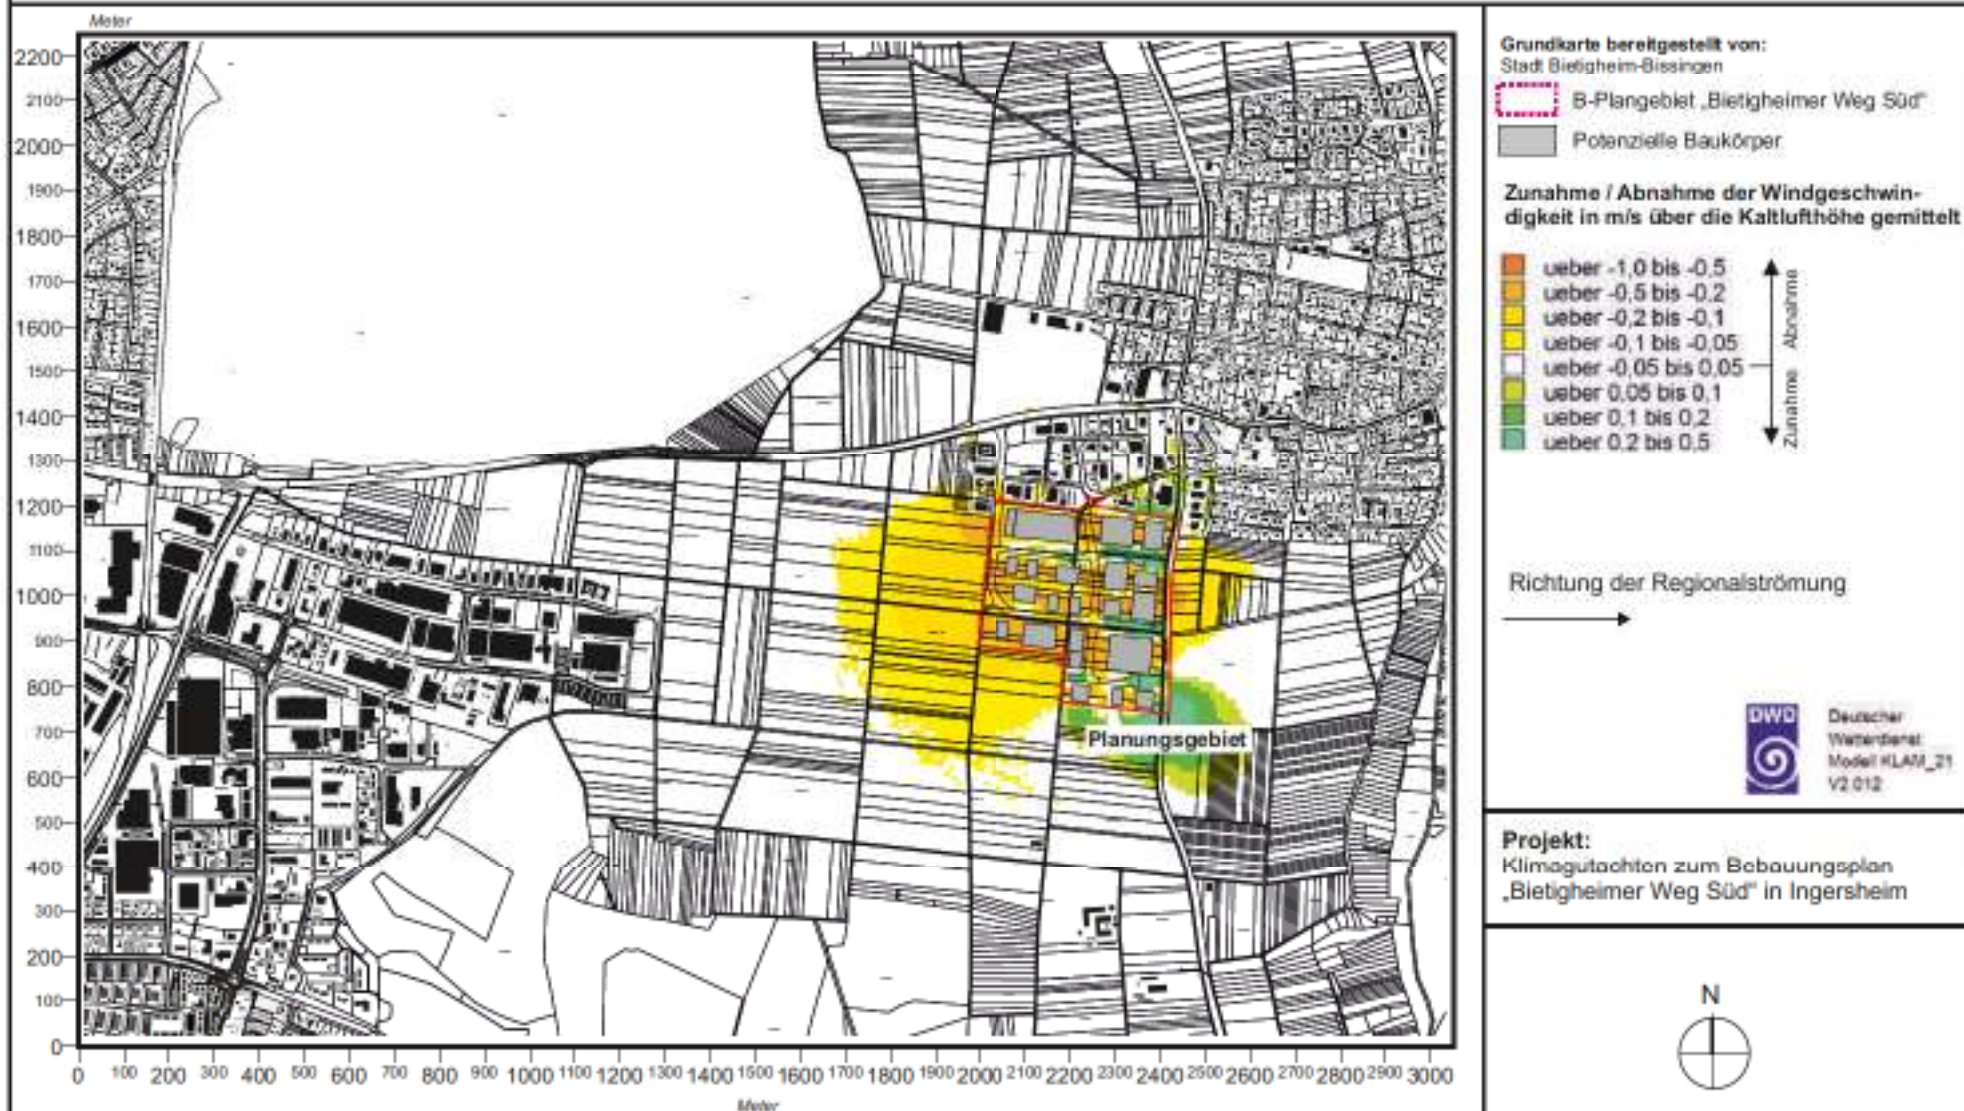 Meter
2200
2100
2000
1900
1800
1700
1600
1500
1400
1300
1200
1100
1000
900
800
700
600
500
400
300
200
100
0
0 100 200 300 400 500 600 700 800 900 1000 1100 1200 1300 1400 1500 1600 1700 1800 1900 2000 2100 2200 2300 2400 2500 2600 2700 2800 2900 3000
Meter
Planungsgebiet
Grundkarte bereitgestellt von:
Stadt Bietigheim-Bissingen
B-Plangebiet „Bietigheimer Weg Süd"
Potenzielle Baukörper
Zunahme / Abnahme der Windgeschwin-
digkeit in m/s über die Kaltlufthöhe gemittelt
ueber -1,0 bis -0,5
ueber -0,5 bis -0,2
ueber -0,2 bis -0,1
ueber -0,1 bis -0,05
ueber -0,05 bis 0,05
ueber 0,05 bis 0,1
ueber 0,1 bis 0,2
ueber 0,2 bis 0,5
Abnahme
Zunahme
Richtung der Regionalströmung
DWD
Deutscher
Wetterdienst
Modell KLAM_21
V2.012
Projekt:
Klimagutachten zum Bebauungsplan
„Bietigheimer Weg Süd" in Ingersheim
N